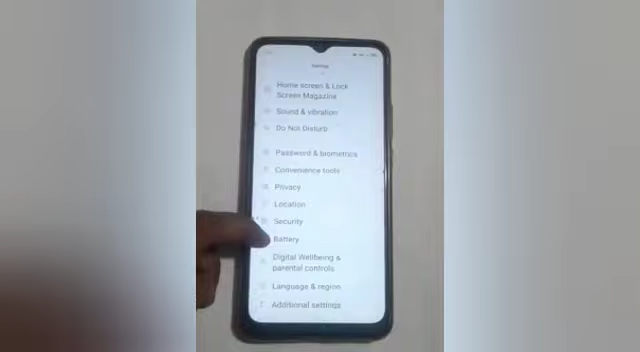 Settings
Home screen & Lock
Screen Magazine
Sound & vibration
Do Not Disturb
Password & biometrics
Convenience tools
Privacy
Location
Security
Battery
Digital Wellbeing &
parental controls
Language & region
Additional settings